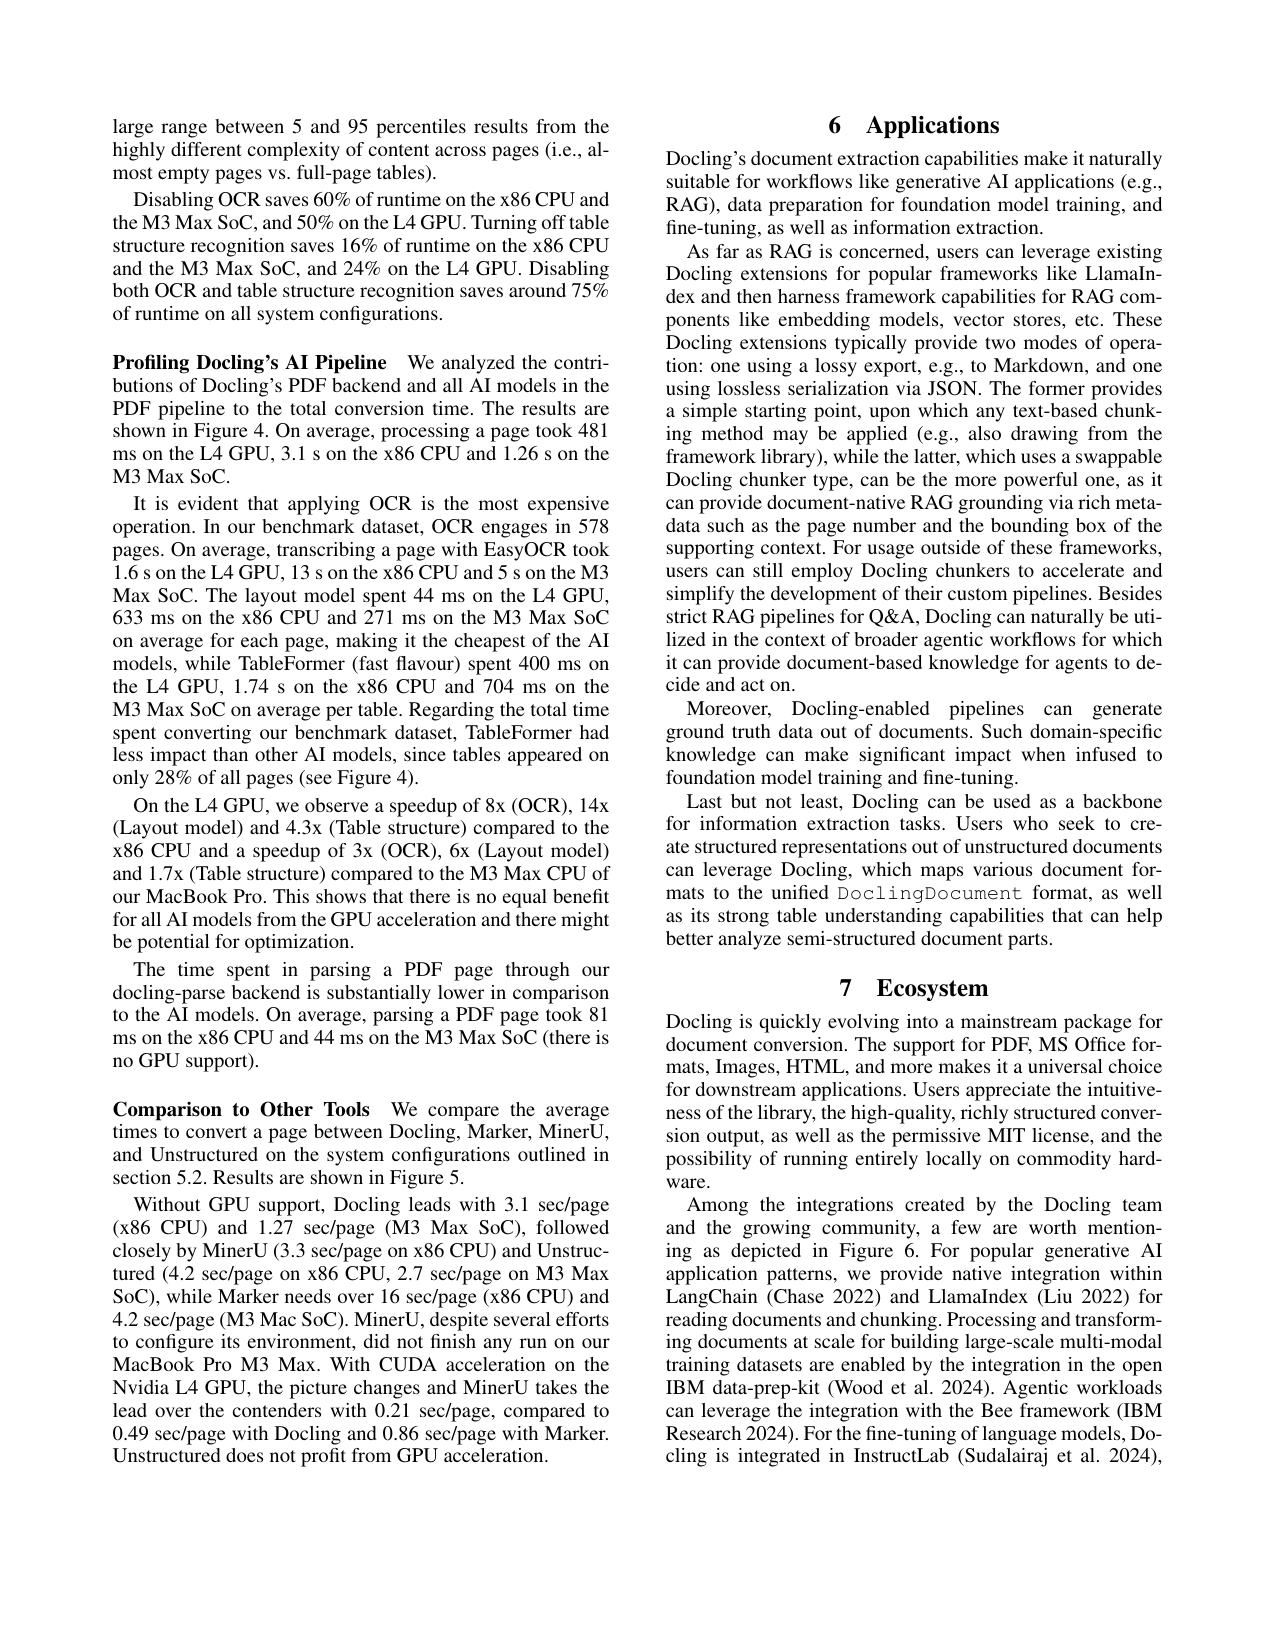 large range between 5 and 95 percentiles results from the
highly different complexity of content across pages (i.e., al-
most empty pages vs. full-page tables).
Disabling OCR saves 60% of runtime on the x86 CPU and
the M3 Max SoC, and 50% on the L4 GPU. Turning off table
structure recognition saves 16% of runtime on the x86 CPU
and the M3 Max SoC, and 24% on the L4 GPU. Disabling
both OCR and table structure recognition saves around 75%
of runtime on all system configurations.
Profiling Docling's AI Pipeline We analyzed the contri-
butions of Docling's PDF backend and all AI models in the
PDF pipeline to the total conversion time. The results are
shown in Figure 4. On average, processing a page took 481
ms on the L4 GPU, 3.1 s on the x86 CPU and 1.26 s on the
M3 Max SoC.
It is evident that applying OCR is the most expensive
operation. In our benchmark dataset, OCR engages in 578
pages. On average, transcribing a page with EasyOCR took
1.6 s on the L4 GPU, 13 s on the x86 CPU and 5 s on the M3
Max SoC. The layout model spent 44 ms on the L4 GPU,
633 ms on the x86 CPU and 271 ms on the M3 Max SoC
on average for each page, making it the cheapest of the AI
models, while TableFormer (fast flavour) spent 400 ms on
the L4 GPU, 1.74 s on the x86 CPU and 704 ms on the
M3 Max SoC on average per table. Regarding the total time
spent converting our benchmark dataset, TableFormer had
less impact than other AI models, since tables appeared on
only 28% of all pages (see Figure 4).
On the L4 GPU, we observe a speedup of 8x (OCR), 14x
(Layout model) and 4.3x (Table structure) compared to the
x86 CPU and a speedup of 3x (OCR), 6x (Layout model)
and 1.7x (Table structure) compared to the M3 Max CPU of
our MacBook Pro. This shows that there is no equal benefit
for all AI models from the GPU acceleration and there might
be potential for optimization.
The time spent in parsing a PDF page through our
docling-parse backend is substantially lower in comparison
to the AI models. On average, parsing a PDF page took 81
ms on the x86 CPU and 44 ms on the M3 Max SoC (there is
no GPU support).
Comparison to Other Tools We compare the average
times to convert a page between Docling, Marker, MinerU,
and Unstructured on the system configurations outlined in
section 5.2. Results are shown in Figure 5.
Without GPU support, Docling leads with 3.1 sec/page
(x86 CPU) and 1.27 sec/page (M3 Max SoC), followed
closely by MinerU (3.3 sec/page on x86 CPU) and Unstruc-
tured (4.2 sec/page on x86 CPU, 2.7 sec/page on M3 Max
SoC), while Marker needs over 16 sec/page (x86 CPU) and
4.2 sec/page (M3 Mac SoC). MinerU, despite several efforts
to configure its environment, did not finish any run on our
MacBook Pro M3 Max. With CUDA acceleration on the
Nvidia L4 GPU, the picture changes and MinerU takes the
lead over the contenders with 0.21 sec/page, compared to
0.49 sec/page with Docling and 0.86 sec/page with Marker.
Unstructured does not profit from GPU acceleration.
6 Applications
Docling's document extraction capabilities make it naturally
suitable for workflows like generative AI applications (e.g.,
RAG), data preparation for foundation model training, and
fine-tuning, as well as information extraction.
As far as RAG is concerned, users can leverage existing
Docling extensions for popular frameworks like LlamaIn-
dex and then harness framework capabilities for RAG com-
ponents like embedding models, vector stores, etc. These
Docling extensions typically provide two modes of opera-
tion: one using a lossy export, e.g., to Markdown, and one
using lossless serialization via JSON. The former provides
a simple starting point, upon which any text-based chunk-
ing method may be applied (e.g., also drawing from the
framework library), while the latter, which uses a swappable
Docling chunker type, can be the more powerful one, as it
can provide document-native RAG grounding via rich meta-
data such as the page number and the bounding box of the
supporting context. For usage outside of these frameworks,
users can still employ Docling chunkers to accelerate and
simplify the development of their custom pipelines. Besides
strict RAG pipelines for Q&A, Docling can naturally be uti-
lized in the context of broader agentic workflows for which
it can provide document-based knowledge for agents to de-
cide and act on.
Moreover, Docling-enabled pipelines can generate
ground truth data out of documents. Such domain-specific
knowledge can make significant impact when infused to
foundation model training and fine-tuning.
Last but not least, Docling can be used as a backbone
for information extraction tasks. Users who seek to cre-
ate structured representations out of unstructured documents
can leverage Docling, which maps various document for-
mats to the unified DoclingDocument format, as well
as its strong table understanding capabilities that can help
better analyze semi-structured document parts.
7 Ecosystem
Docling is quickly evolving into a mainstream package for
document conversion. The support for PDF, MS Office for-
mats, Images, HTML, and more makes it a universal choice
for downstream applications. Users appreciate the intuitive-
ness of the library, the high-quality, richly structured conver-
sion output, as well as the permissive MIT license, and the
possibility of running entirely locally on commodity hard-
ware.
Among the integrations created by the Docling team
and the growing community, a few are worth mention-
ing as depicted in Figure 6. For popular generative AI
application patterns, we provide native integration within
LangChain (Chase 2022) and LlamaIndex (Liu 2022) for
reading documents and chunking. Processing and transform-
ing documents at scale for building large-scale multi-modal
training datasets are enabled by the integration in the open
IBM data-prep-kit (Wood et al. 2024). Agentic workloads
can leverage the integration with the Bee framework (IBM
Research 2024). For the fine-tuning of language models, Do-
cling is integrated in InstructLab (Sudalairaj et al. 2024),